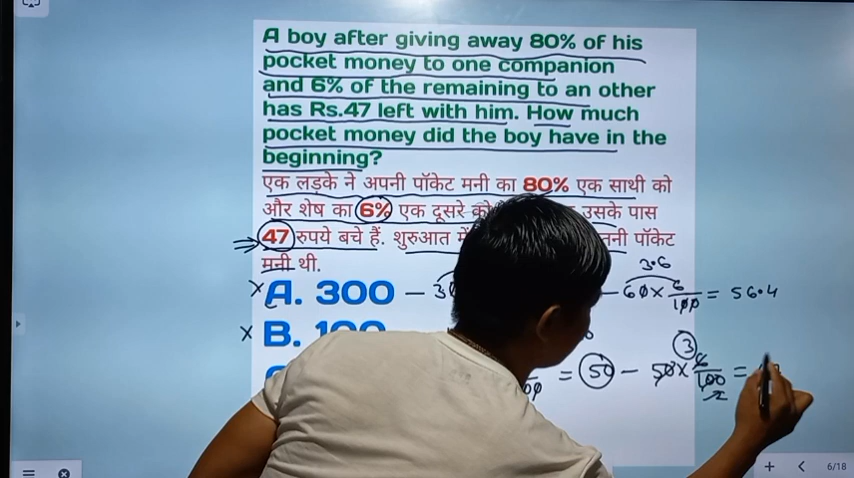 A boy after giving away 80% of his
pocket money to one companion
and 6% of the remaining to an other
has Rs.47 left with him. How much
pocket money did the boy have in the
beginning?
एक लड़के ने अपनी पॉकेट मनी का 80% एक साथी को
और शेष का 6% एक दूसरे को उसके पास
47 रुपये बचे हैं. शुरुआत में पॉकेट
मनी थी.
3.6
×A. 300 - 60 × 6/100 = 56.4
× B.
3
= 50 - 50 × 6/100 =
2
6/18